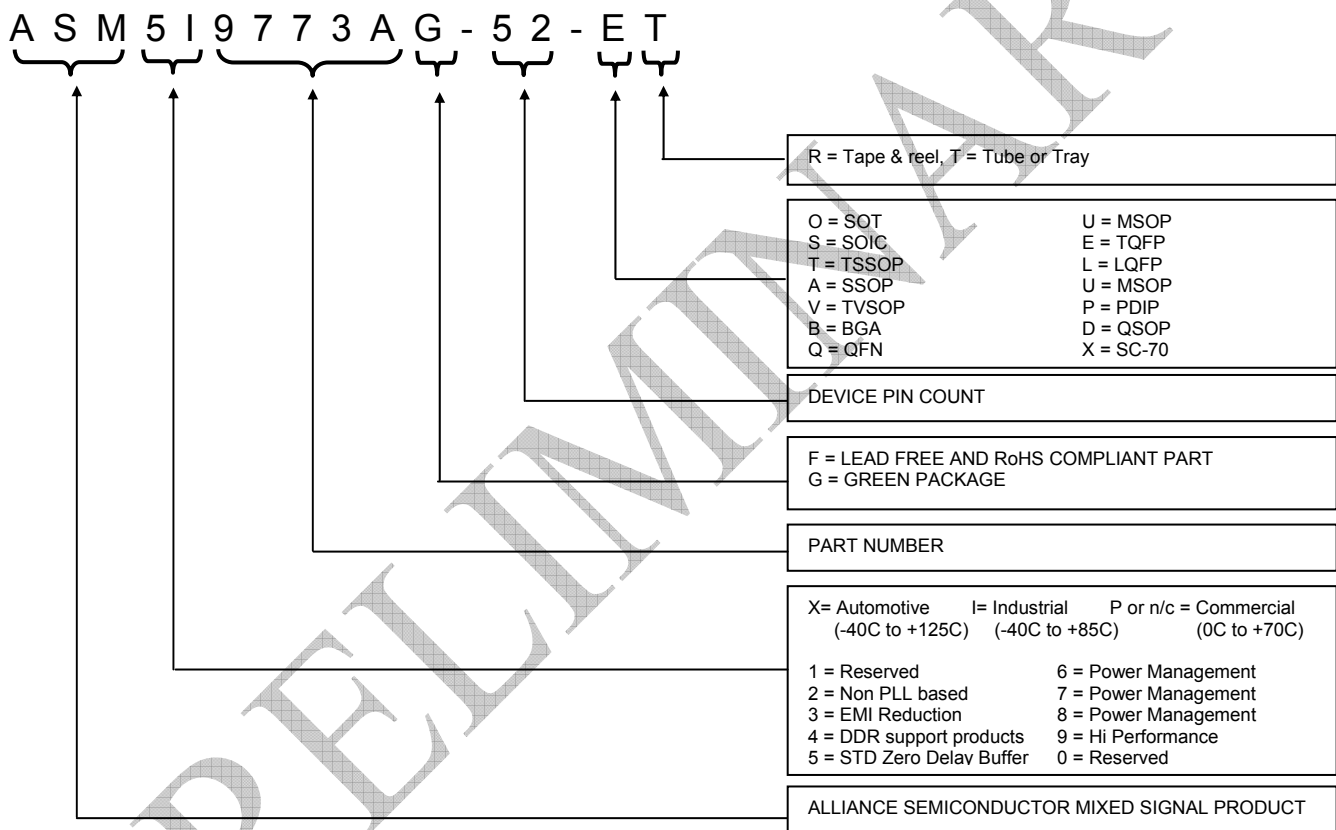 A S M 5 I 9 7 7 3 A G - 5 2 - E T
R = Tape & reel, T = Tube or Tray
O = SOT U = MSOP
S = SOIC E = TQFP
T = TSSOP L = LQFP
A = SSOP U = MSOP
V = TVSOP P = PDIP
B = BGA D = QSOP
Q = QFN X = SC-70
DEVICE PIN COUNT
F = LEAD FREE AND RoHS COMPLIANT PART
G = GREEN PACKAGE
PART NUMBER
X= Automotive I= Industrial P or n/c = Commercial
(-40C to +125C) (-40C to +85C) (0C to +70C)
1 = Reserved 6 = Power Management
2 = Non PLL based 7 = Power Management
3 = EMI Reduction 8 = Power Management
4 = DDR support products 9 = Hi Performance
5 = STD Zero Delay Buffer 0 = Reserved
ALLIANCE SEMICONDUCTOR MIXED SIGNAL PRODUCT
PRELIMINAR